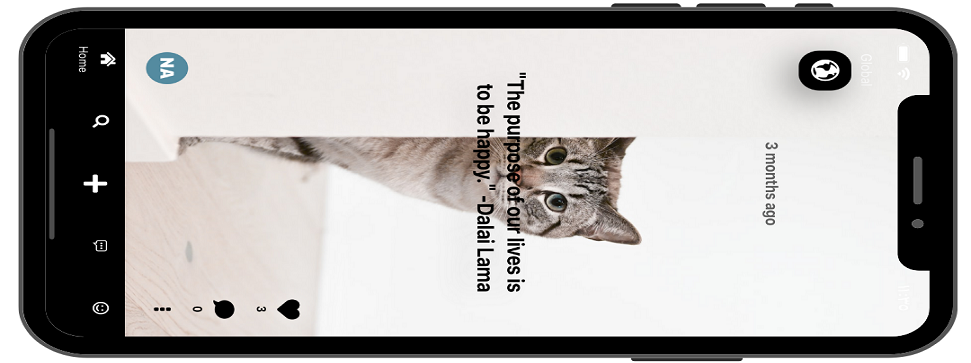 Global
3 months ago
"The purpose of our lives is
to be happy." -Dalai Lama
3
0
NA
Home